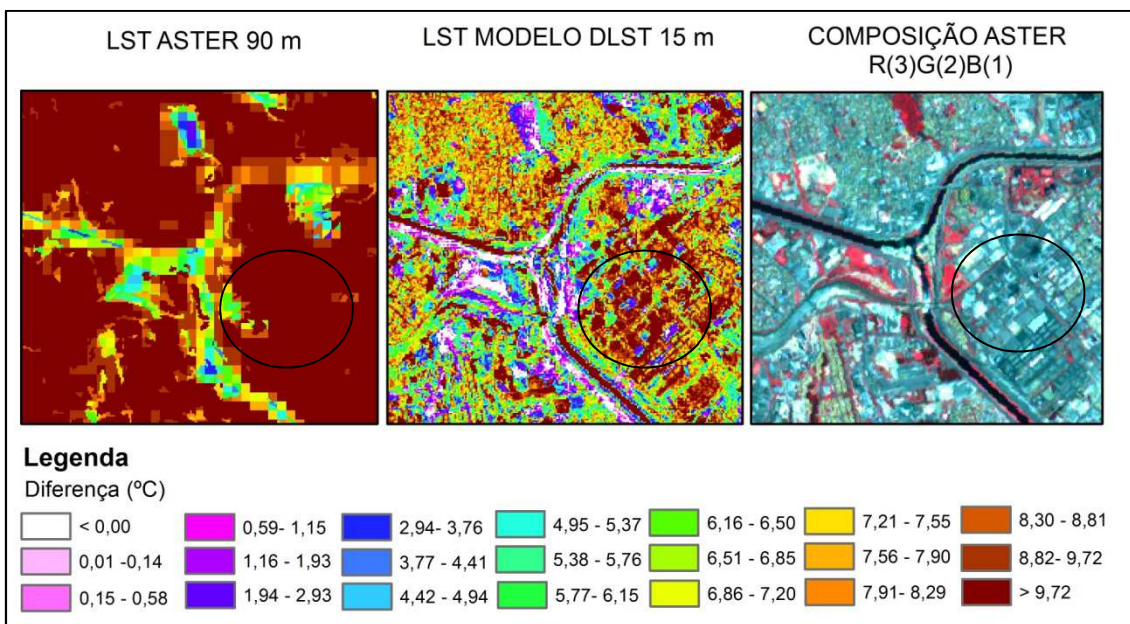 LST ASTER 90 m
LST MODELO DLST 15 m
COMPOSIÇÃO ASTER
R(3)G(2)B(1)
Legenda
Diferença (ºC)
< 0,00
0,01 -0,14
0,15 - 0,58
0,59- 1,15
1,16 - 1,93
1,94 - 2,93
2,94- 3,76
3,77 - 4,41
4,42 - 4,94
4,95 - 5,37
5,38 - 5,76
5,77- 6,15
6,16 - 6,50
6,51 - 6,85
6,86 - 7,20
7,21 - 7,55
7,56 - 7,90
7,91- 8,29
8,30 - 8,81
8,82- 9,72
> 9,72